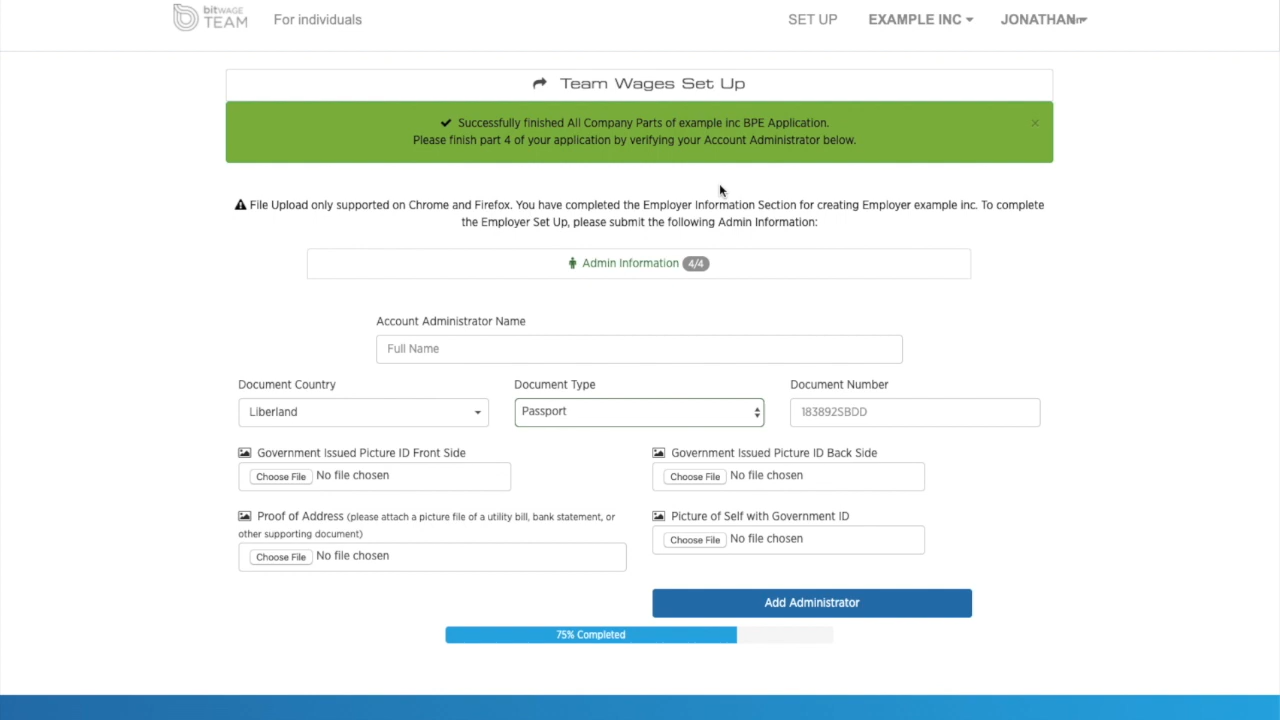 bitWAGE
TEAM
For individuals
SET UP
EXAMPLE INC
JONATHAN
Team Wages Set Up
Successfully finished All Company Parts of example inc BPE Application.
×
Please finish part 4 of your application by verifying your Account Administrator below.
File Upload only supported on Chrome and Firefox. You have completed the Employer Information Section for creating Employer example inc. To complete
the Employer Set Up, please submit the following Admin Information:
Admin Information 4/4
Account Administrator Name
Full Name
Document Country
Document Type
Document Number
Liberland
Passport
183892SBDD
Government Issued Picture ID Front Side
Government Issued Picture ID Back Side
Choose File No file chosen
Choose File No file chosen
Proof of Address (please attach a picture file of a utility bill, bank statement, or
other supporting document)
Picture of Self with Government ID
Choose File No file chosen
Choose File No file chosen
Add Administrator
75% Completed